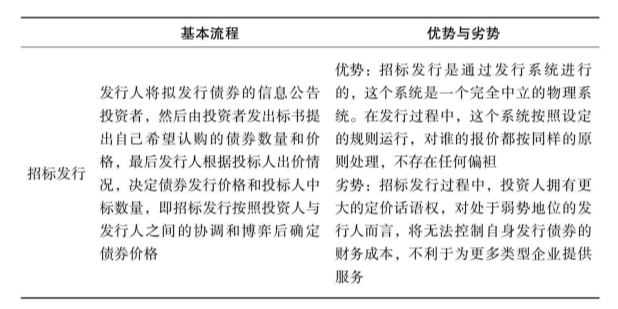 基本流程
优势与劣势
招标发行
发行人将拟发行债券的信息公告
投资者，然后由投资者发出标书提
出自己希望认购的债券数量和价
格，最后发行人根据投标人出价情
况，决定债券发行价格和投标人中
标数量，即招标发行按照投资人与
发行人之间的协调和博弈后确定
债券价格
优势：招标发行是通过发行系统进行
的，这个系统是一个完全中立的物理系
统。在发行过程中，这个系统按照设定
的规则运行，对谁的报价都按同样的原
则处理，不存在任何偏袒
劣势：招标发行过程中，投资人拥有更
大的定价话语权，对处于弱势地位的发
行人而言，将无法控制自身发行债券的
财务成本，不利于为更多类型企业提供
服务